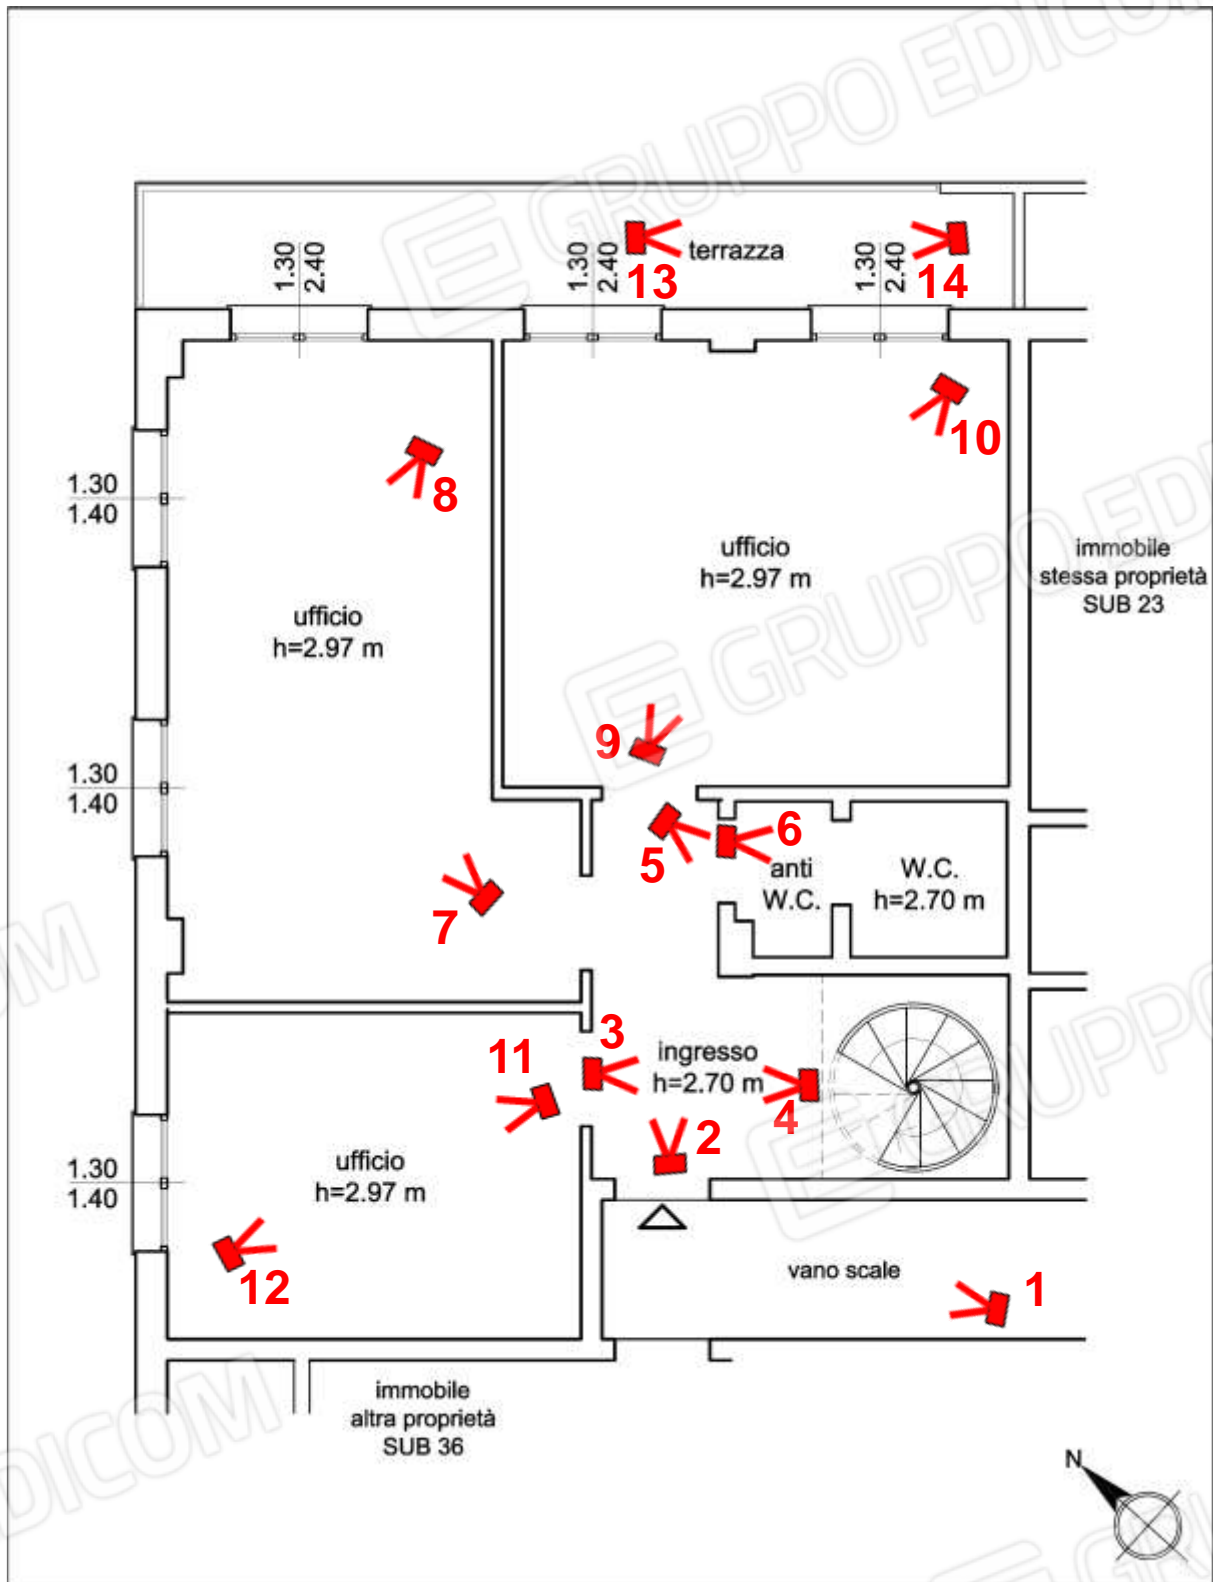 GRUPPO EDICOM
1.30
2.40
1.30
2.40
terrazza
1.30
2.40
13
14
10
8
1.30
1.40
ufficio
h=2.97 m
immobile
stessa proprietà
SUB 23
ufficio
h=2.97 m
GRUPPO EDICOM
9
1.30
1.40
5
6
anti
W.C.
W.C.
h=2.70 m
7
3
11
ingresso
h=2.70 m
4
2
ufficio
h=2.97 m
1.30
1.40
vano scale
1
12
immobile
altra proprietà
SUB 36
N